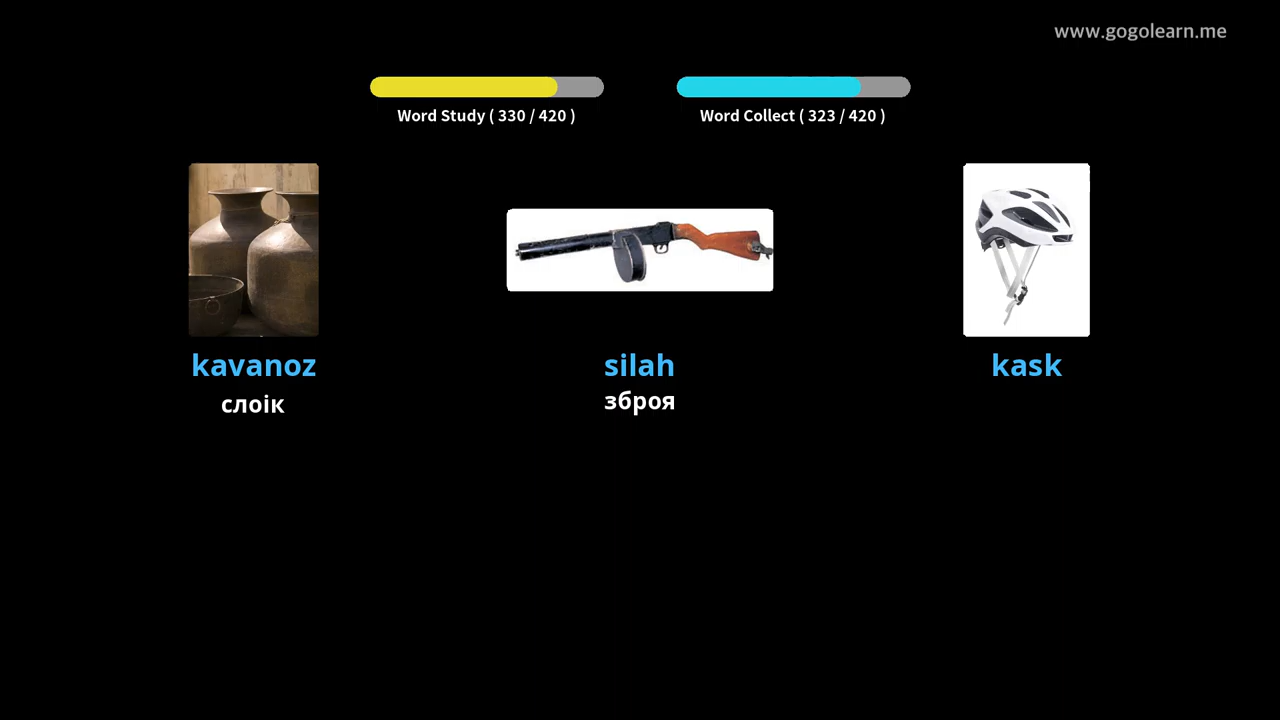 www.gogolearn.me
Word Study ( 330 / 420 )
Word Collect ( 323 / 420 )
kavanoz
слоік
silah
зброя
kask